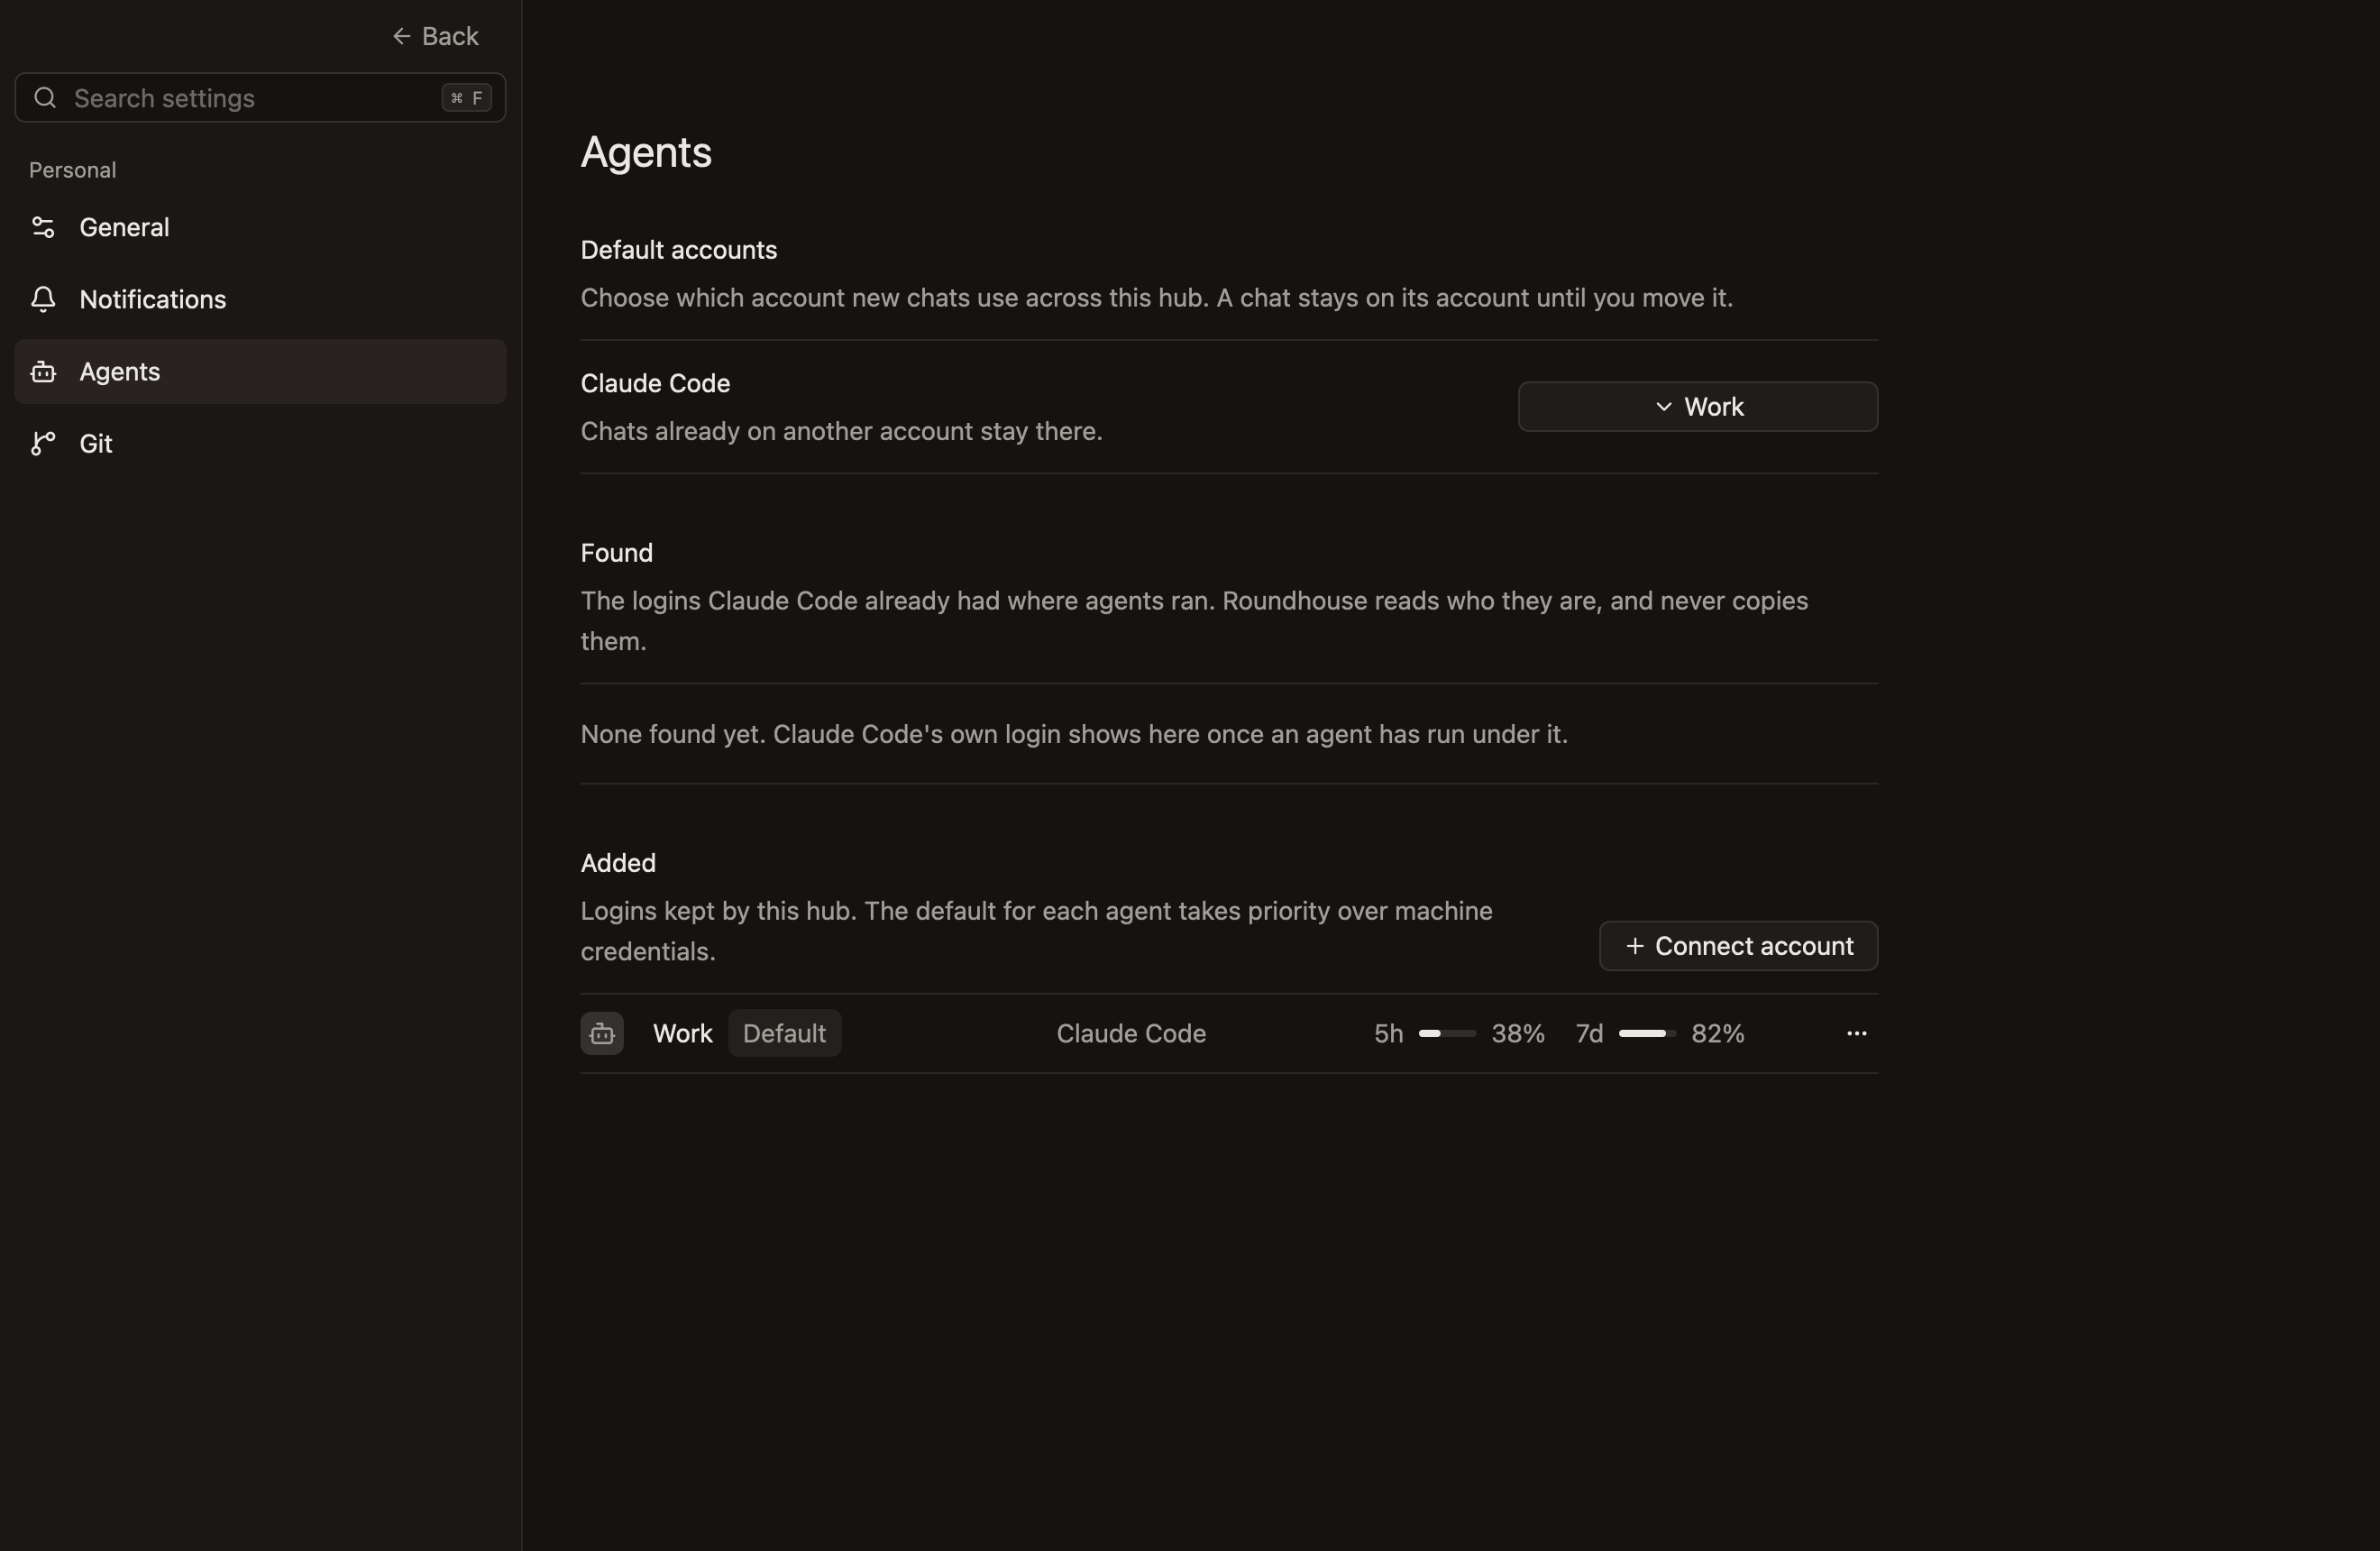 Back
Search settings
⌘ F
Personal
General
Notifications
Agents
Git
Agents
Default accounts
Choose which account new chats use across this hub. A chat stays on its account until you move it.
Claude Code
Chats already on another account stay there.
Work
Found
The logins Claude Code already had where agents ran. Roundhouse reads who they are, and never copies
them.
None found yet. Claude Code's own login shows here once an agent has run under it.
Added
Logins kept by this hub. The default for each agent takes priority over machine
credentials.
Connect account
Work Default Claude Code 5h 38% 7d 82%